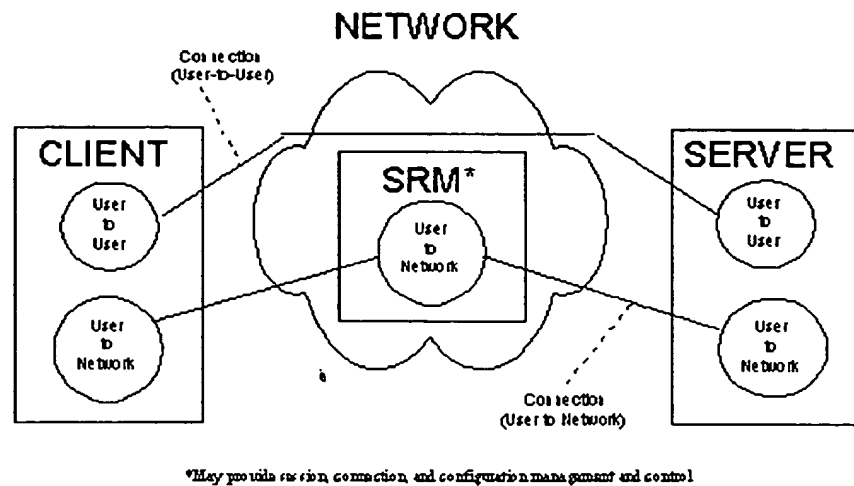 NETWORK
Connection
(User-to-User)
CLIENT
SRM*
SERVER
User
to
User
User
to
Network
User
to
Network
User
to
User
User
to
Network
Connection
(User to Network)
*May provide session, connection, and configuration management and control